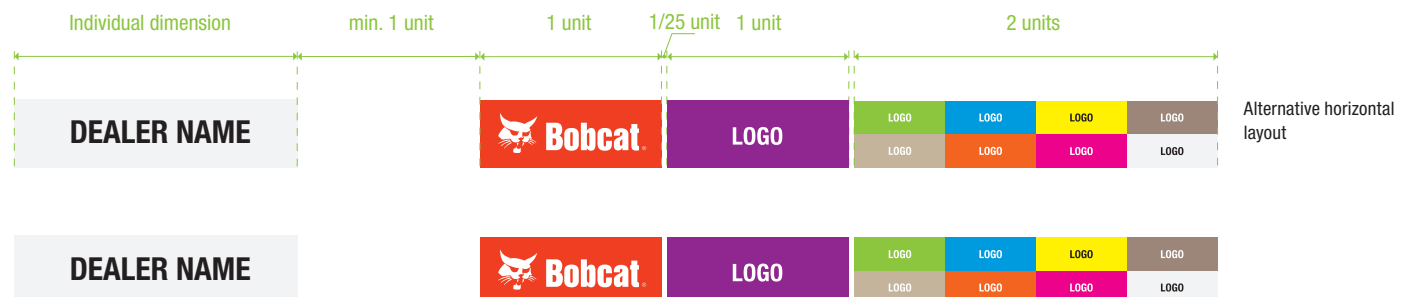 Individual dimension min. 1 unit 1 unit 1/25 unit 1 unit 2 units
DEALER NAME Bobcat. LOGO LOGO LOGO LOGO LOGO Alternative horizontal
LOGO LOGO LOGO LOGO layout
DEALER NAME Bobcat. LOGO LOGO LOGO LOGO LOGO
LOGO LOGO LOGO LOGO